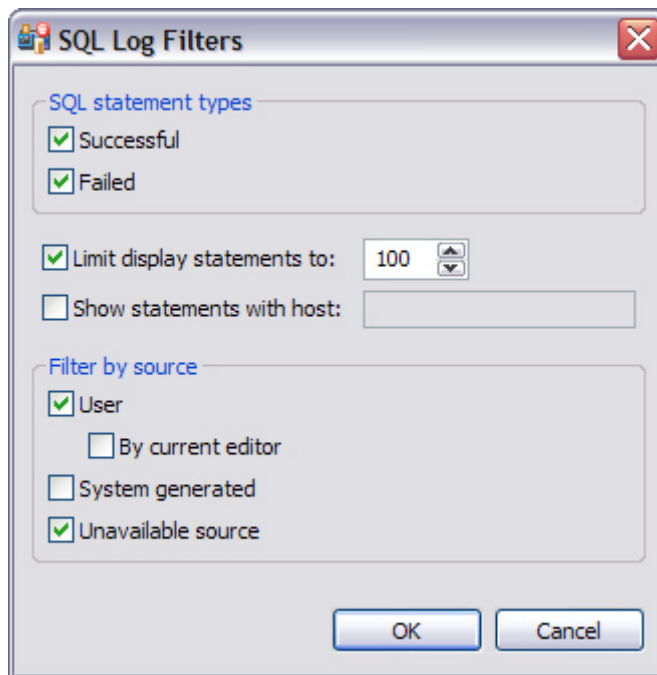 SQL Log Filters
SQL statement types
Successful
Failed
Limit display statements to: 100
Show statements with host:
Filter by source
User
By current editor
System generated
Unavailable source
OK Cancel